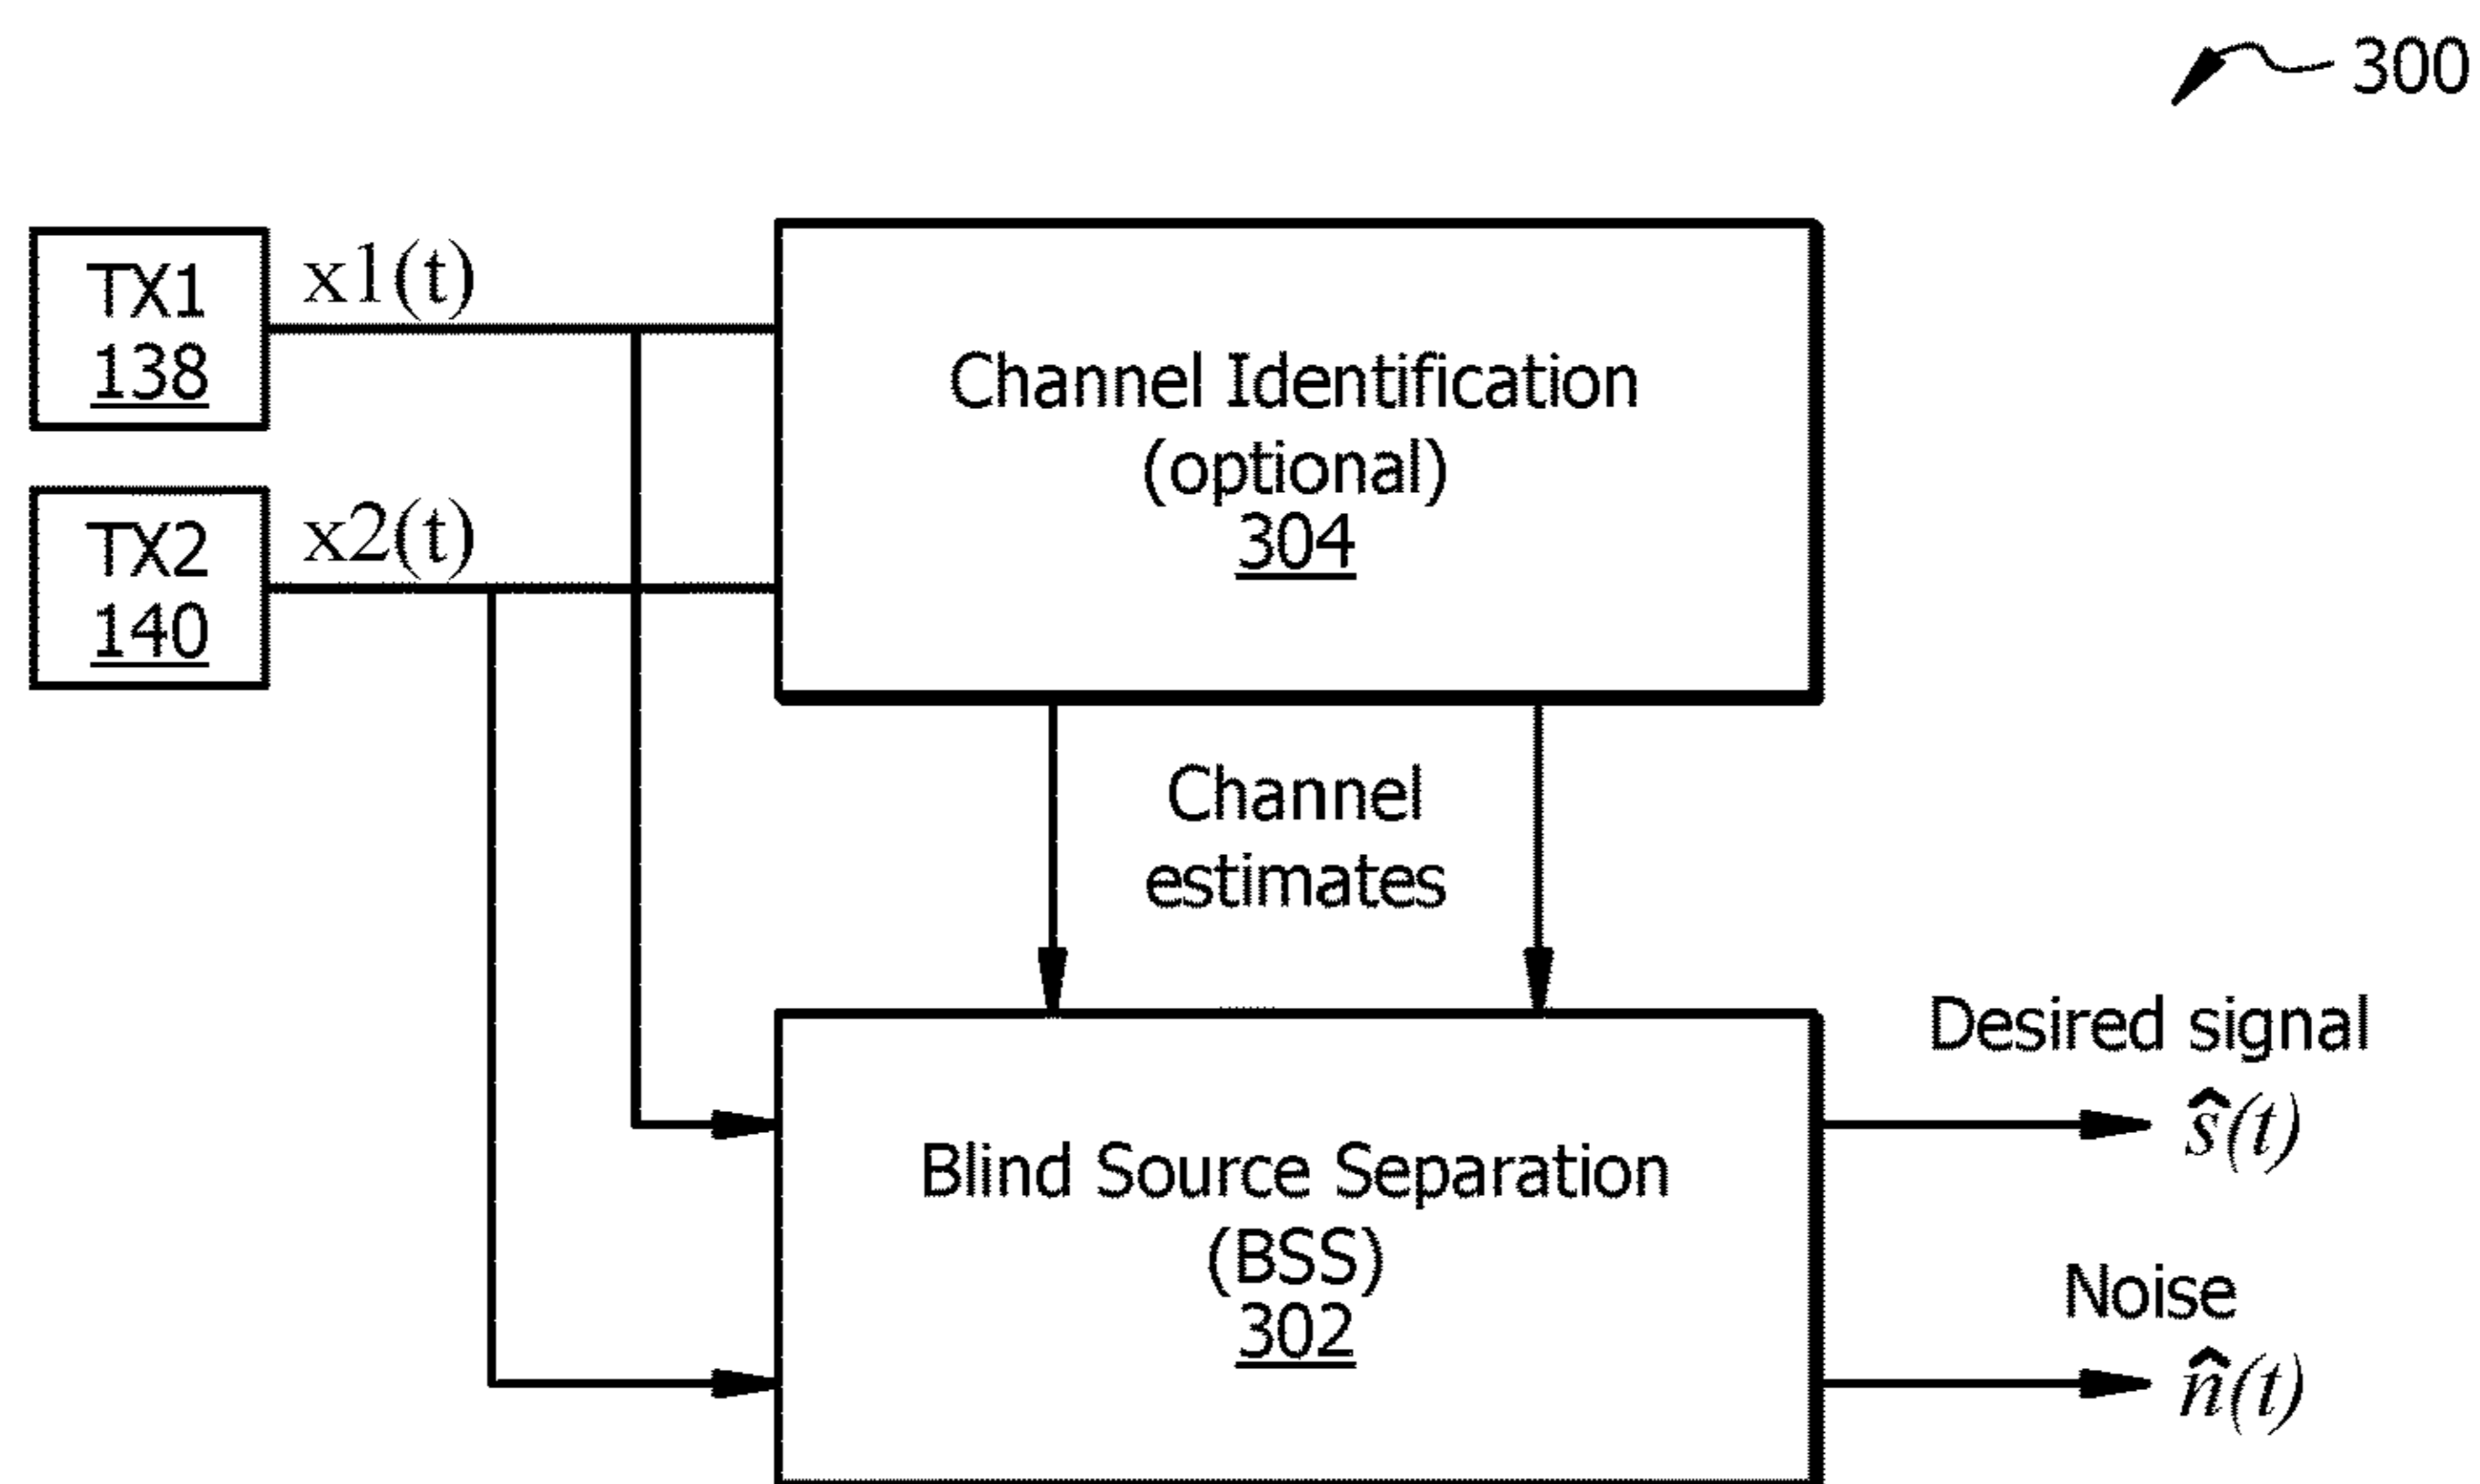 300
TX1
138
x1(t)
TX2
140
x2(t)
Channel Identification
(optional)
304
Channel
estimates
Blind Source Separation
(BSS)
302
Desired signal
ŝ(t)
Noise
n̂(t)